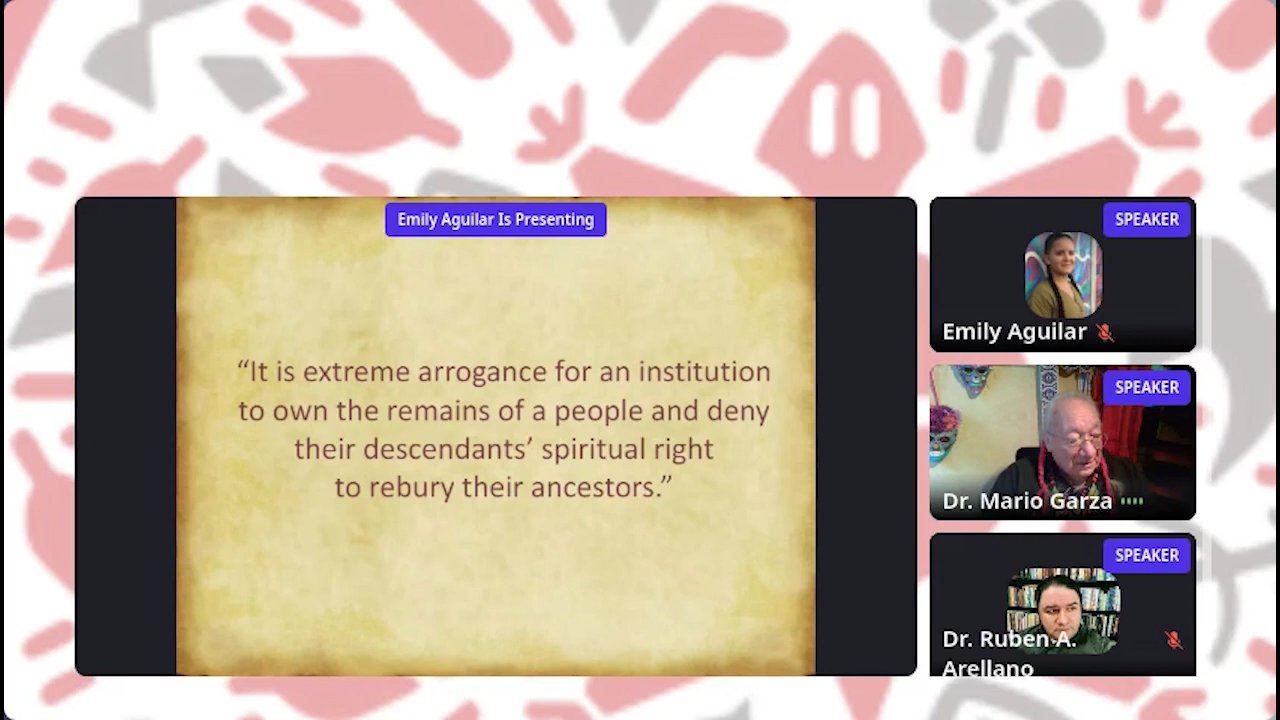 Emily Aguilar Is Presenting
“It is extreme arrogance for an institution
to own the remains of a people and deny
their descendants’ spiritual right
to rebury their ancestors.”
SPEAKER
Emily Aguilar
SPEAKER
Dr. Mario Garza
SPEAKER
Dr. Ruben A.
Arellano